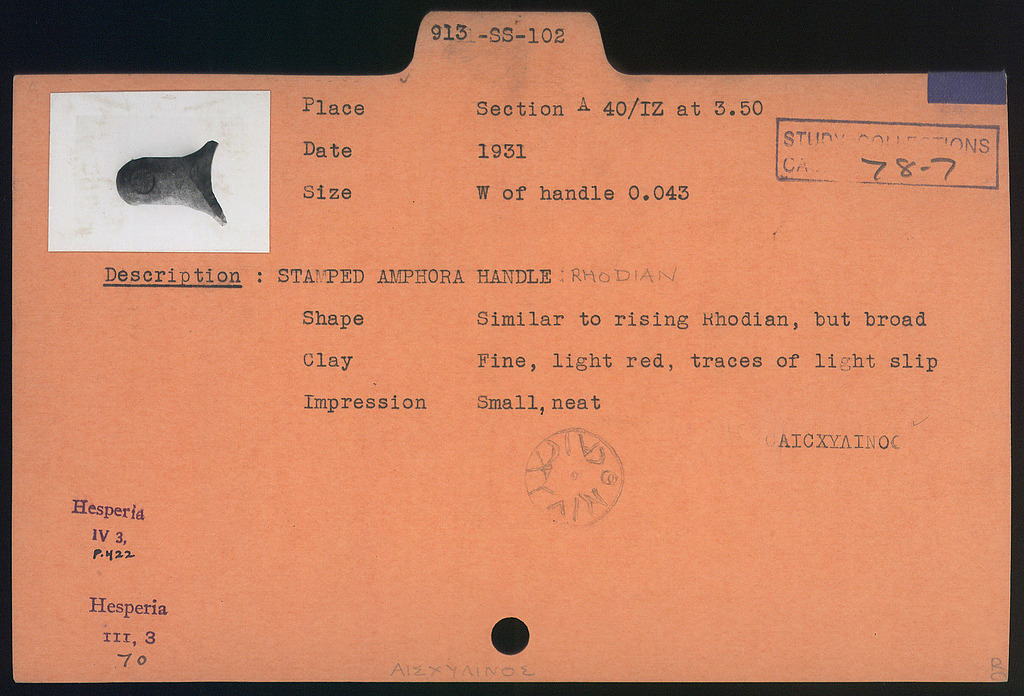 913 -SS-102
Place Section A 40/IZ at 3.50
Date 1931
Size W of handle 0.043
STUDY COLLECTIONS
CA 78-7
Description : STAMPED AMPHORA HANDLE : RHODIAN
Shape Similar to rising Rhodian, but broad
Clay Fine, light red, traces of light slip
Impression Small, neat
ΑΙCΧΥΛΙΝΟC
Hesperia
IV 3,
P.422
Hesperia
III, 3
70
ΑΙΣΧΥΛΙΝΟΣ